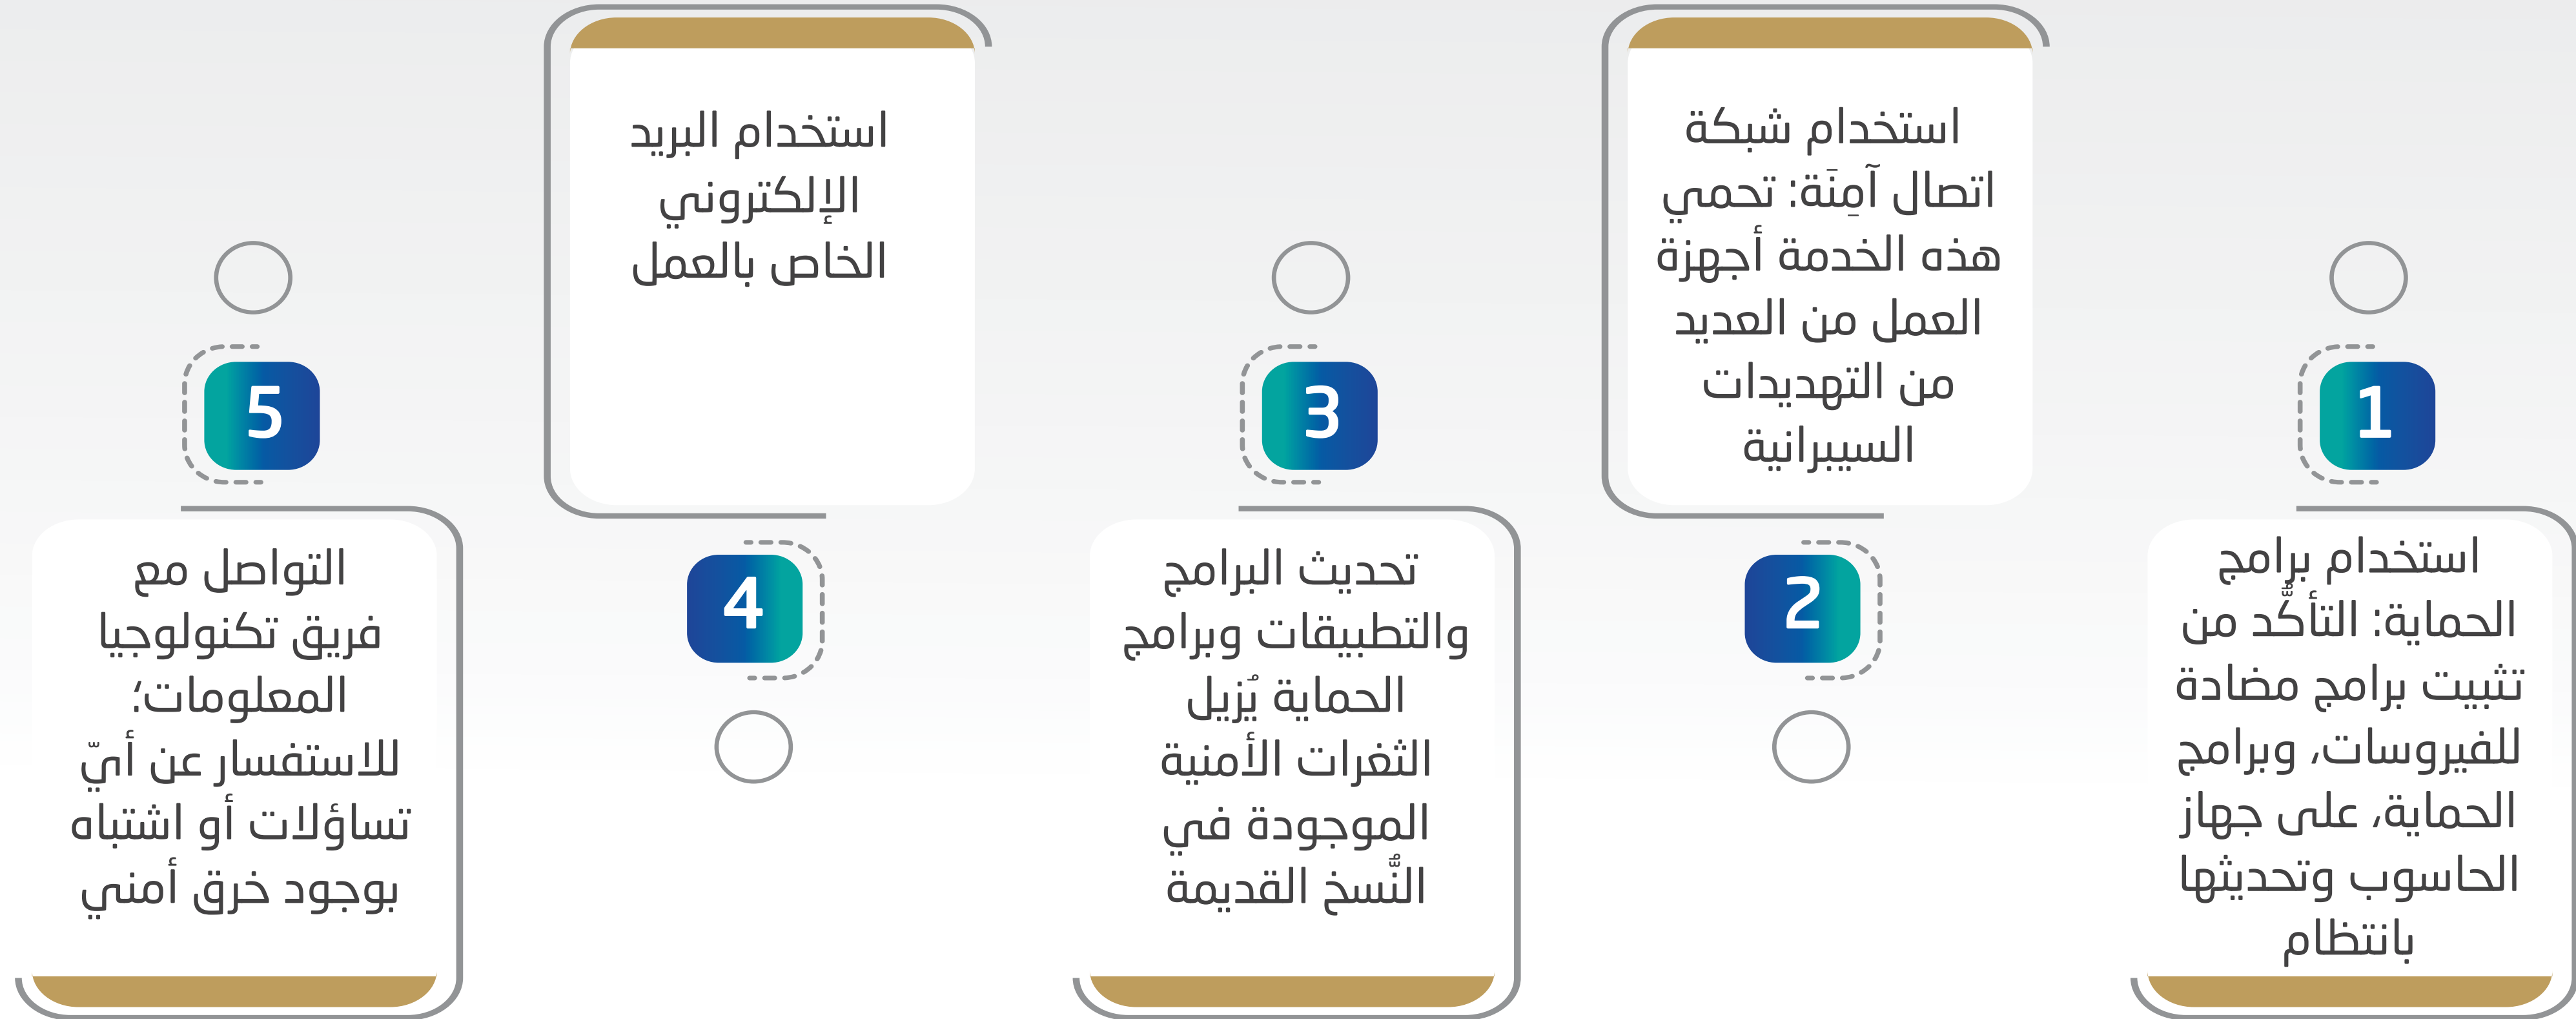 1
استخدام برامج
الحماية: التأكُّد من
تثبيت برامج مضادة
للفيروسات، وبرامج
الحماية، على جهاز
الحاسوب وتحديثها
بانتظام
2
استخدام شبكة
اتصال آمِنَة: تحمي
هذه الخدمة أجهزة
العمل من العديد
من التهديدات
السيبرانية
3
تحديث البرامج
والتطبيقات وبرامج
الحماية يُزيل
الثغرات الأمنية
الموجودة في
النُّسخ القديمة
4
استخدام البريد
الإلكتروني
الخاص بالعمل
5
التواصل مع
فريق تكنولوجيا
المعلومات؛
للاستفسار عن أيّ
تساؤلات أو اشتباه
بوجود خرق أمني